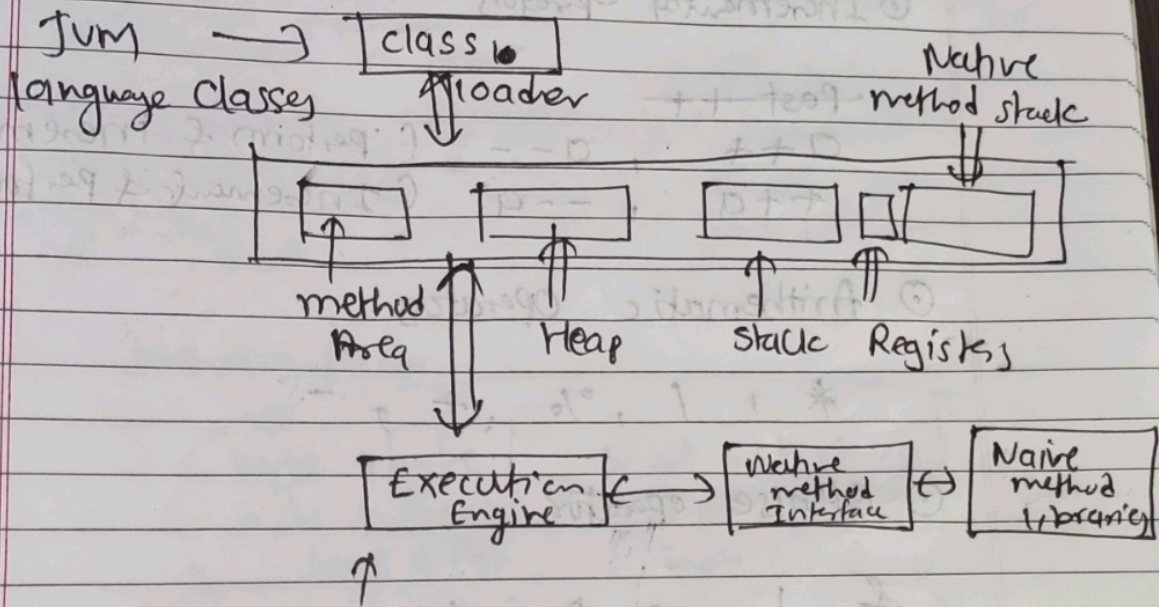 JVM → class.
language classes loader
Native
method stack
method
Area
Heap
Stack
Registers
Execution
Engine
Native
method
Interface
Naive
method
libraries